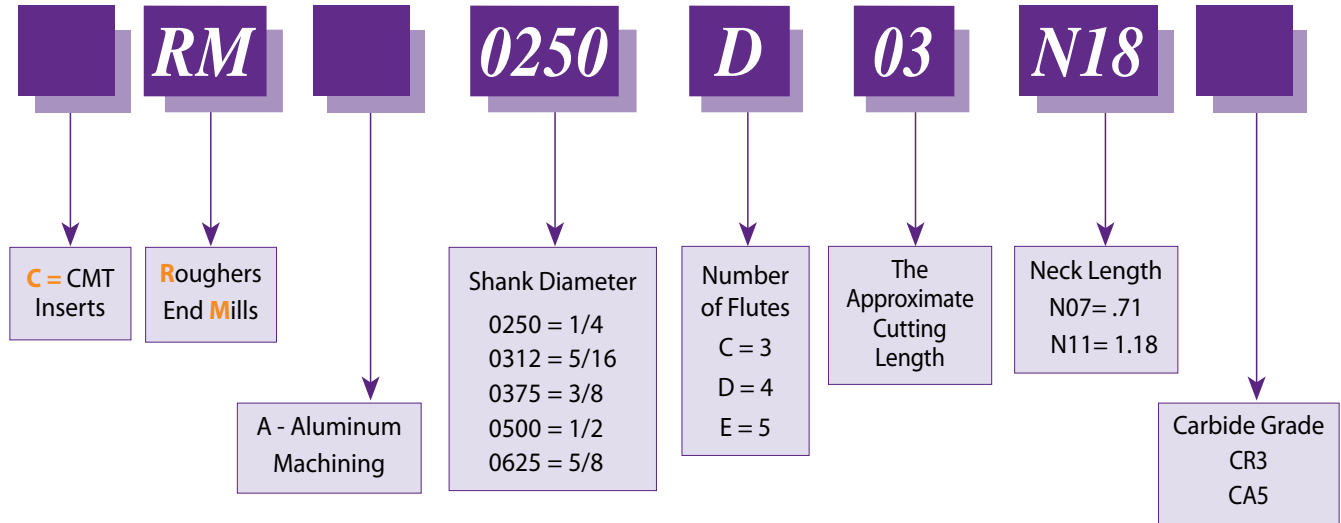 RM 0250 D 03 N18
C = CMT
Inserts
Roughers
End Mills
A - Aluminum
Machining
Shank Diameter
0250 = 1/4
0312 = 5/16
0375 = 3/8
0500 = 1/2
0625 = 5/8
Number
of Flutes
C = 3
D = 4
E = 5
The
Approximate
Cutting
Length
Neck Length
N07= .71
N11= 1.18
Carbide Grade
CR3
CA5